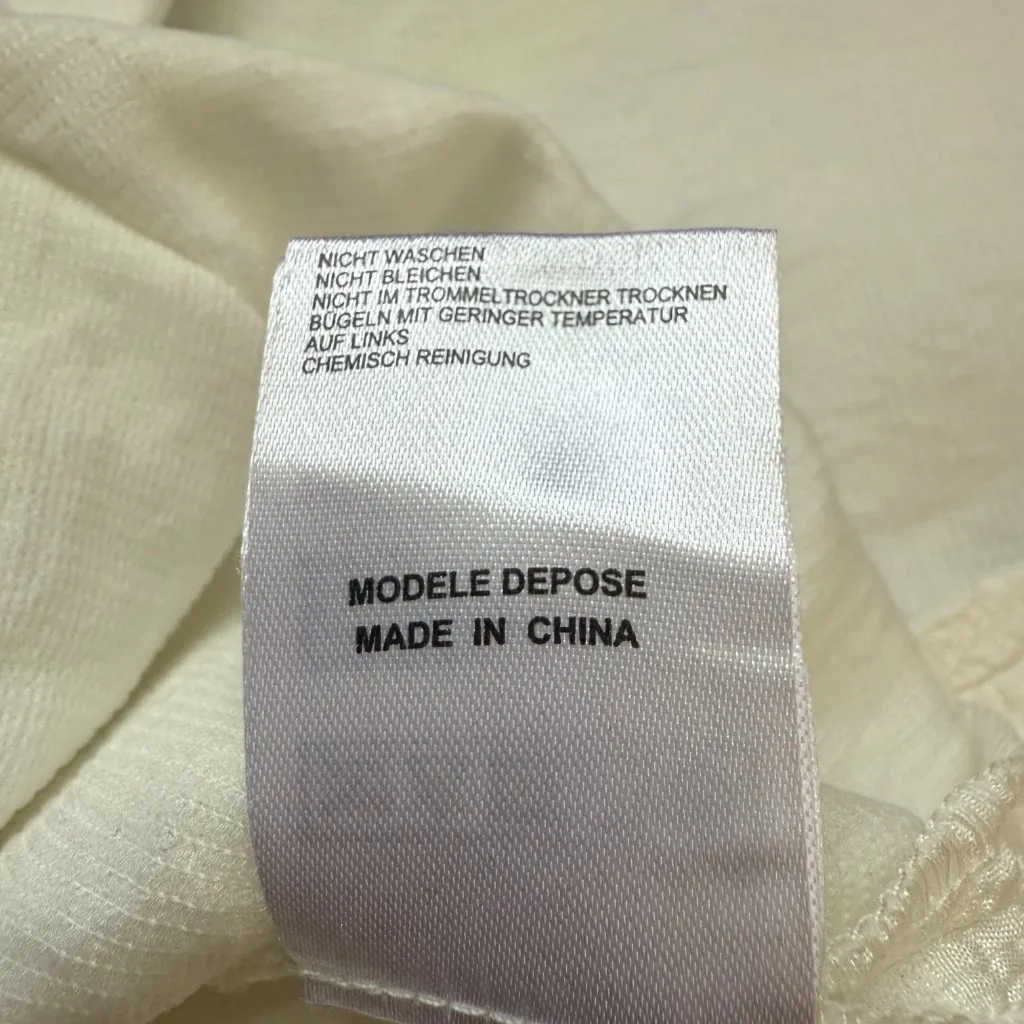 NICHT WASCHEN
NICHT BLEICHEN
NICHT IM TROMMELTROCKNER TROCKNEN
BÜGELN MIT GERINGER TEMPERATUR
AUF LINKS
CHEMISCH REINIGUNG
MODELE DEPOSE
MADE IN CHINA